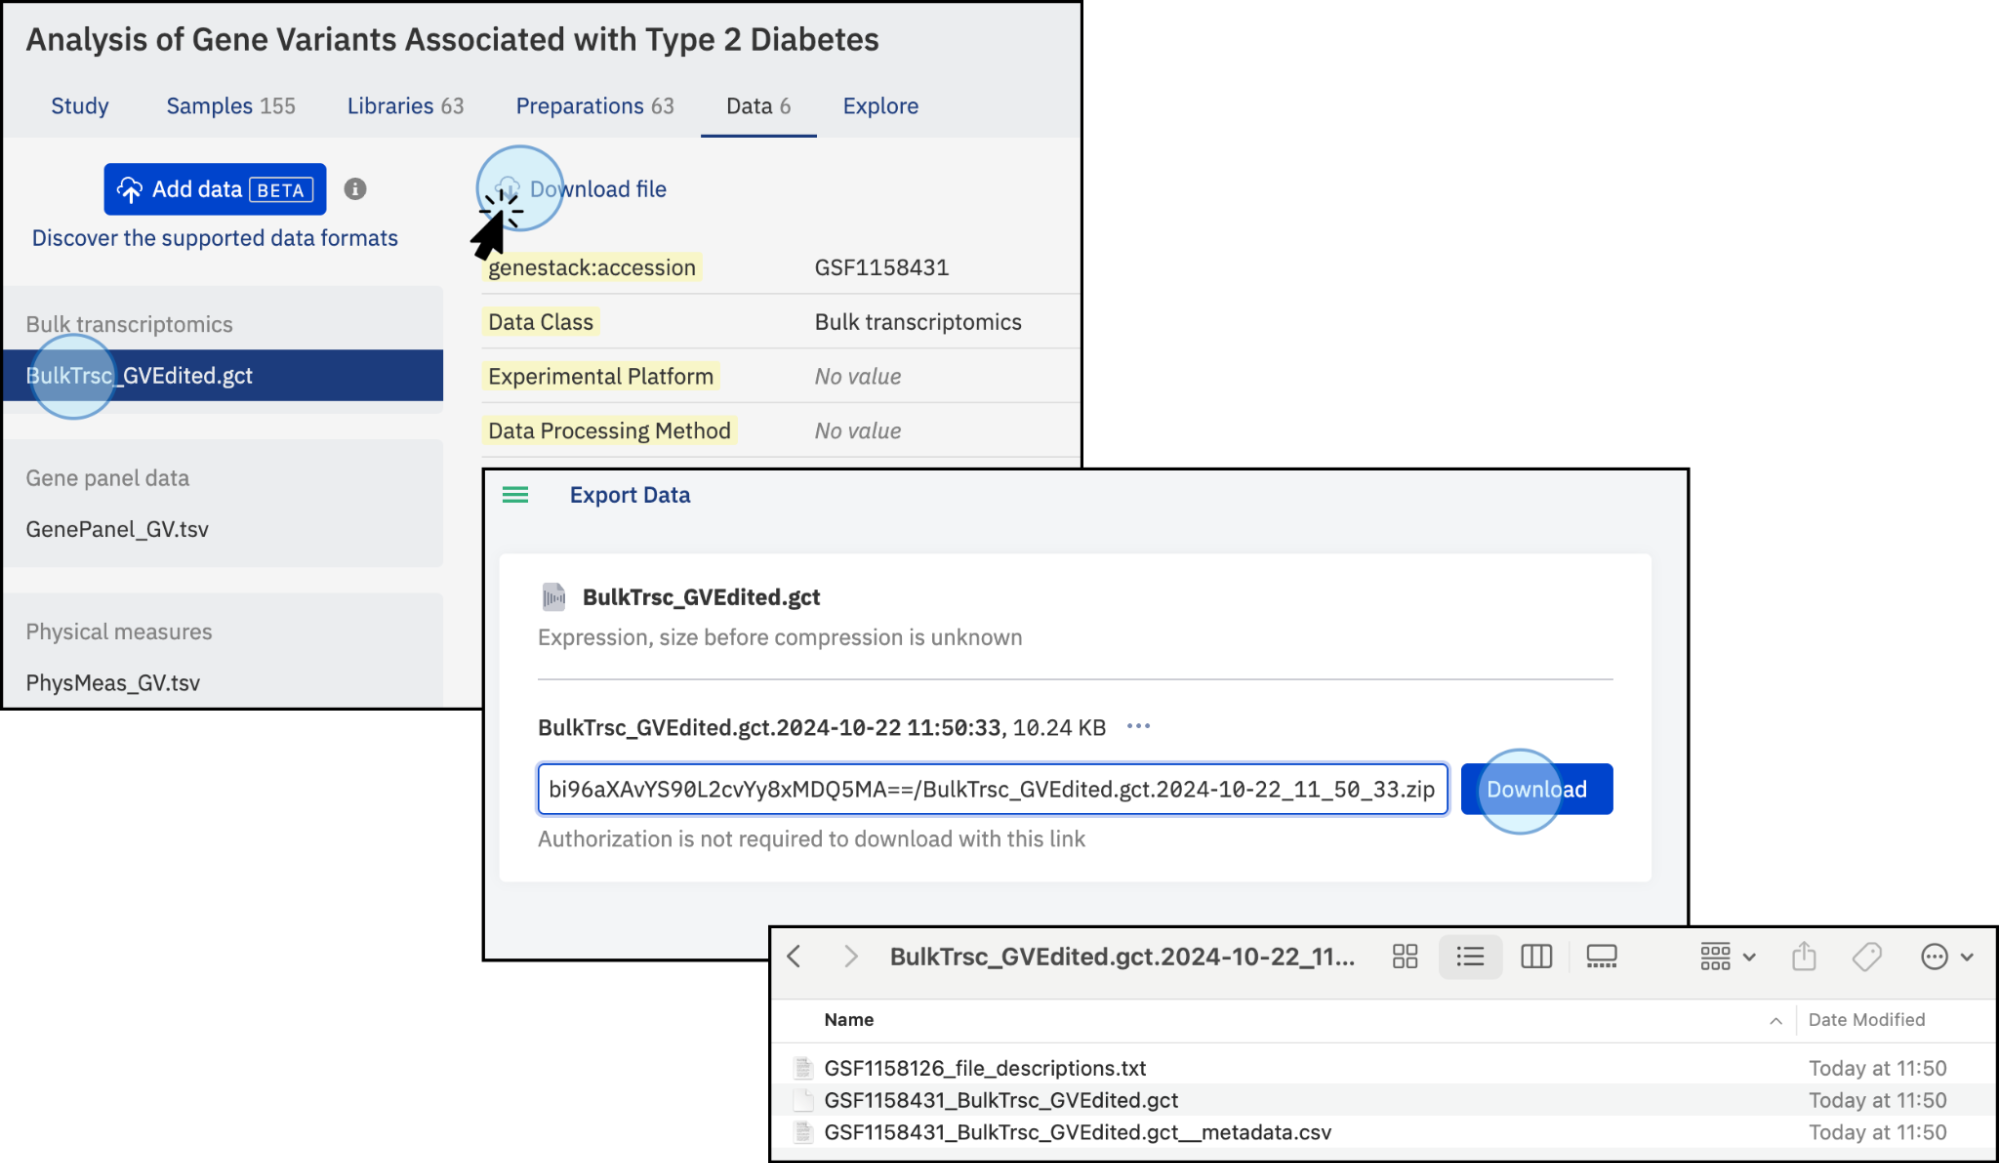 Analysis of Gene Variants Associated with Type 2 Diabetes
Study Samples 155 Libraries 63 Preparations 63 Data 6 Explore
Add data BETA
Discover the supported data formats
Bulk transcriptomics
BulkTrsc_GVEdited.gct
Gene panel data
GenePanel_GV.tsv
Physical measures
PhysMeas_GV.tsv
Download file
genestack:accession GSF1158431
Data Class Bulk transcriptomics
Experimental Platform No value
Data Processing Method No value
Export Data
BulkTrsc_GVEdited.gct
Expression, size before compression is unknown
BulkTrsc_GVEdited.gct.2024-10-22 11:50:33, 10.24 KB ···
bi96aXAvYS90L2cvYy8xMDQ5MA==/BulkTrsc_GVEdited.gct.2024-10-22_11_50_33.zip Download
Authorization is not required to download with this link
BulkTrsc_GVEdited.gct.2024-10-22_11...
Name Date Modified
GSF1158126_file_descriptions.txt Today at 11:50
GSF1158431_BulkTrsc_GVEdited.gct Today at 11:50
GSF1158431_BulkTrsc_GVEdited.gct__metadata.csv Today at 11:50